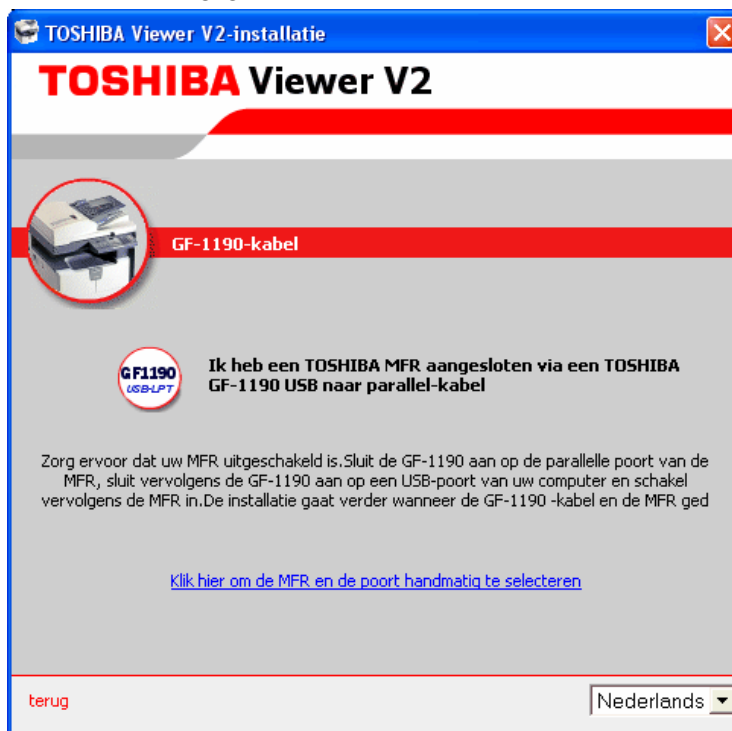 TOSHIBA Viewer V2-installatie
TOSHIBA Viewer V2
GF-1190-kabel
GF1190
USB-LPT
Ik heb een TOSHIBA MFR aangesloten via een TOSHIBA
GF-1190 USB naar parallel-kabel
Zorg ervoor dat uw MFR uitgeschakeld is.Sluit de GF-1190 aan op de parallelle poort van de
MFR, sluit vervolgens de GF-1190 aan op een USB-poort van uw computer en schakel
vervolgens de MFR in.De installatie gaat verder wanneer de GF-1190 -kabel en de MFR ged
Klik hier om de MFR en de poort handmatig te selecteren
terug
Nederlands